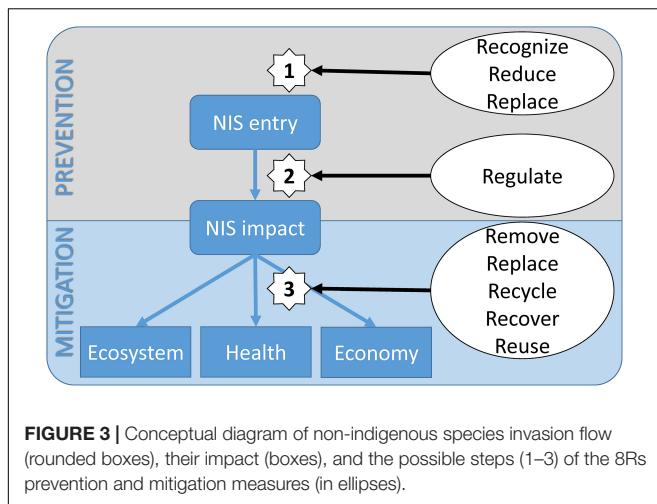 PREVENTION
1
Recognize
Reduce
Replace
NIS entry
2
Regulate
NIS impact
MITIGATION
3
Remove
Replace
Recycle
Recover
Reuse
Ecosystem
Health
Economy
FIGURE 3 | Conceptual diagram of non-indigenous species invasion flow
(rounded boxes), their impact (boxes), and the possible steps (1–3) of the 8Rs
prevention and mitigation measures (in ellipses).